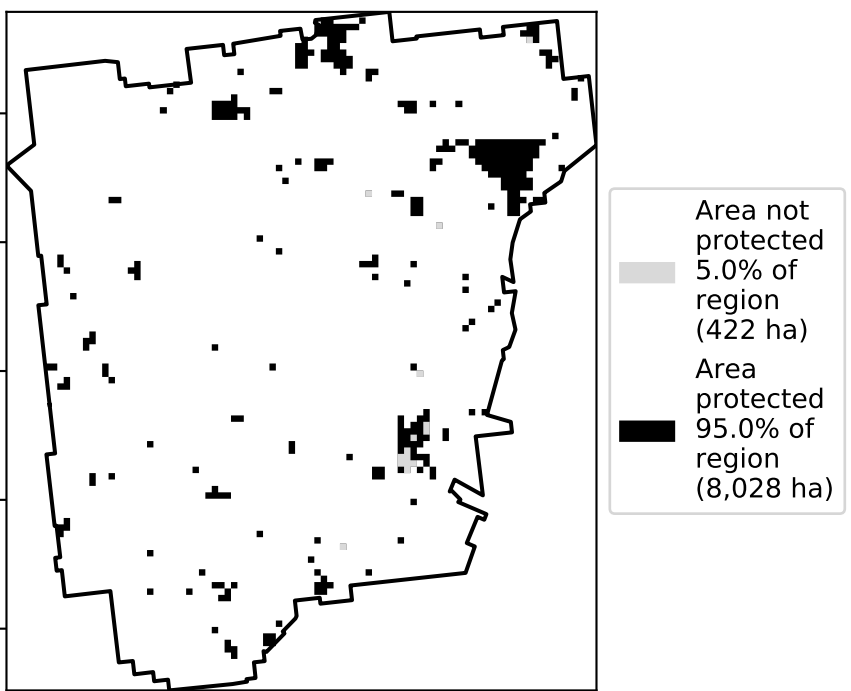 Area not
protected
5.0% of
region
(422 ha)
Area
protected
95.0% of
region
(8,028 ha)